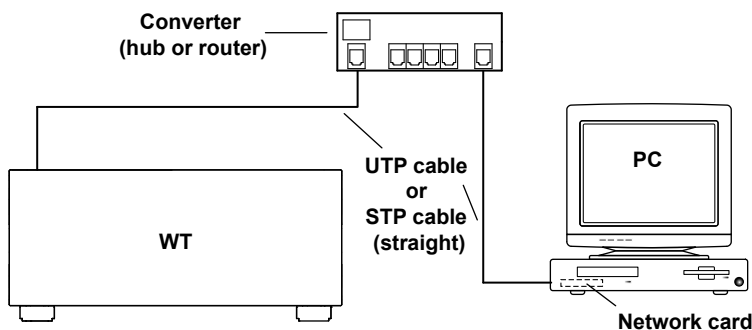 Converter
(hub or router)
UTP cable
or
STP cable
(straight)
PC
WT
Network card